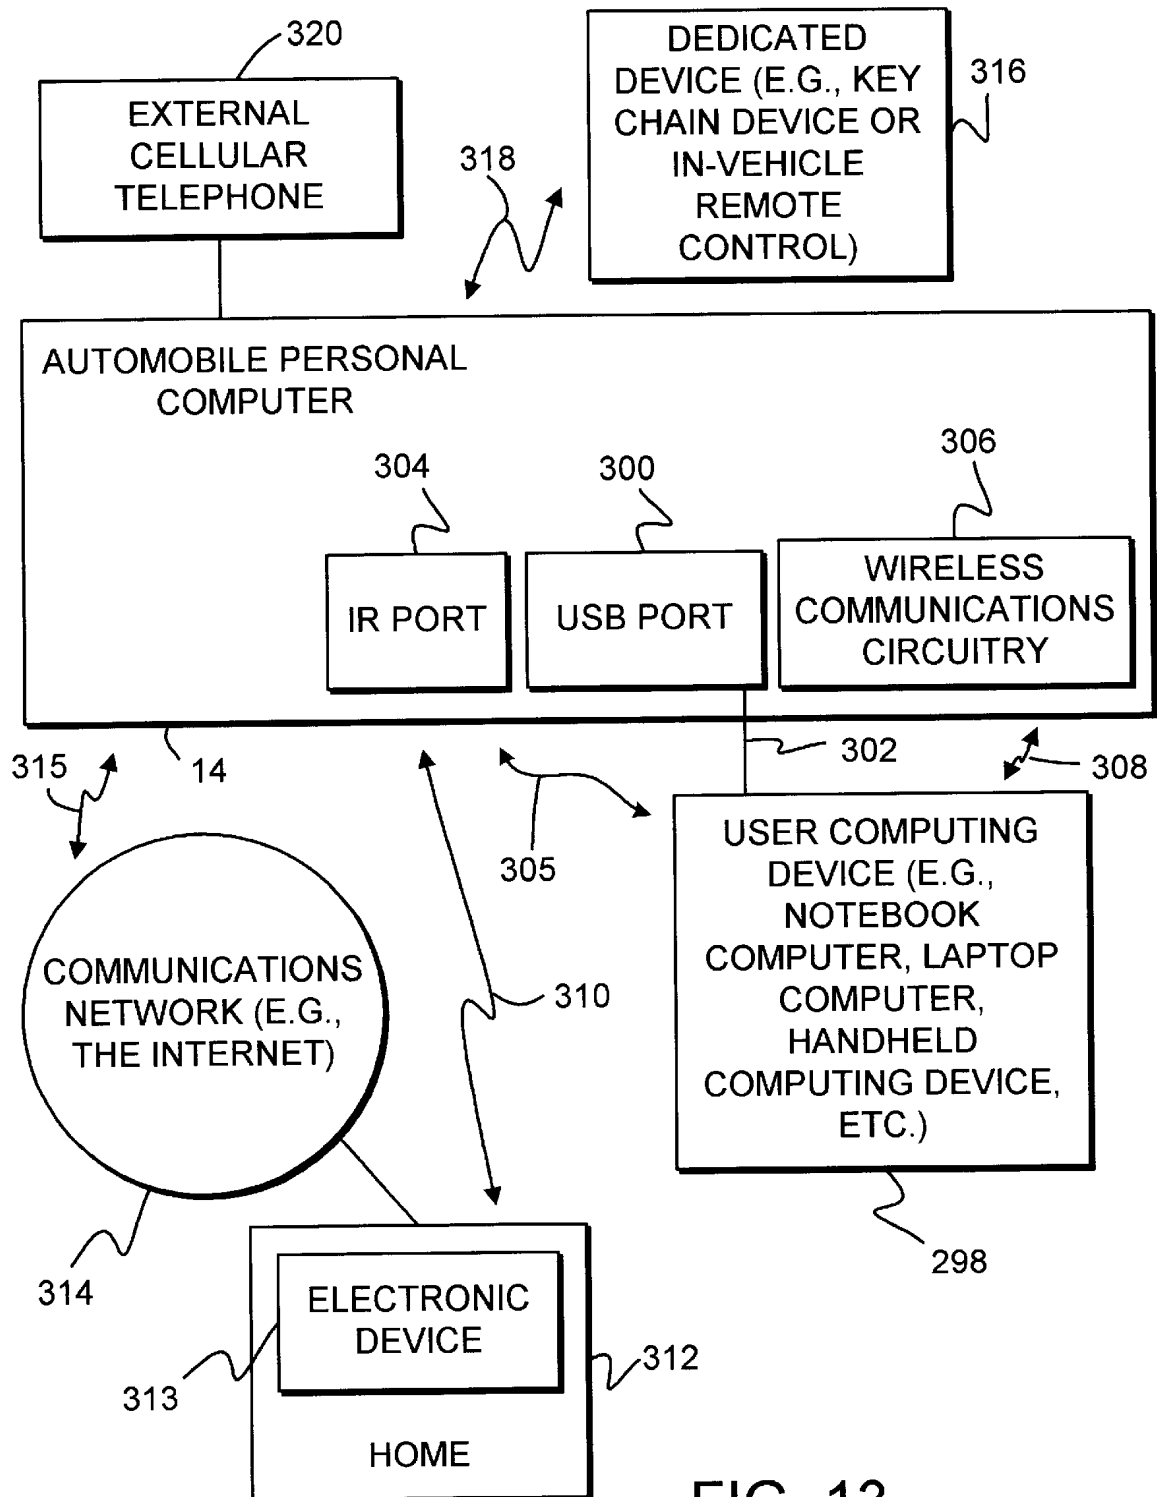 320
EXTERNAL
CELLULAR
TELEPHONE
318
DEDICATED
DEVICE (E.G., KEY
CHAIN DEVICE OR
IN-VEHICLE
REMOTE
CONTROL)
316
AUTOMOBILE PERSONAL
COMPUTER
304
300
306
IR PORT
USB PORT
WIRELESS
COMMUNICATIONS
CIRCUITRY
315
14
302
308
305
USER COMPUTING
DEVICE (E.G.,
NOTEBOOK
COMPUTER, LAPTOP
COMPUTER,
HANDHELD
COMPUTING DEVICE,
ETC.)
COMMUNICATIONS
NETWORK (E.G.,
THE INTERNET)
310
298
314
ELECTRONIC
DEVICE
313
312
HOME